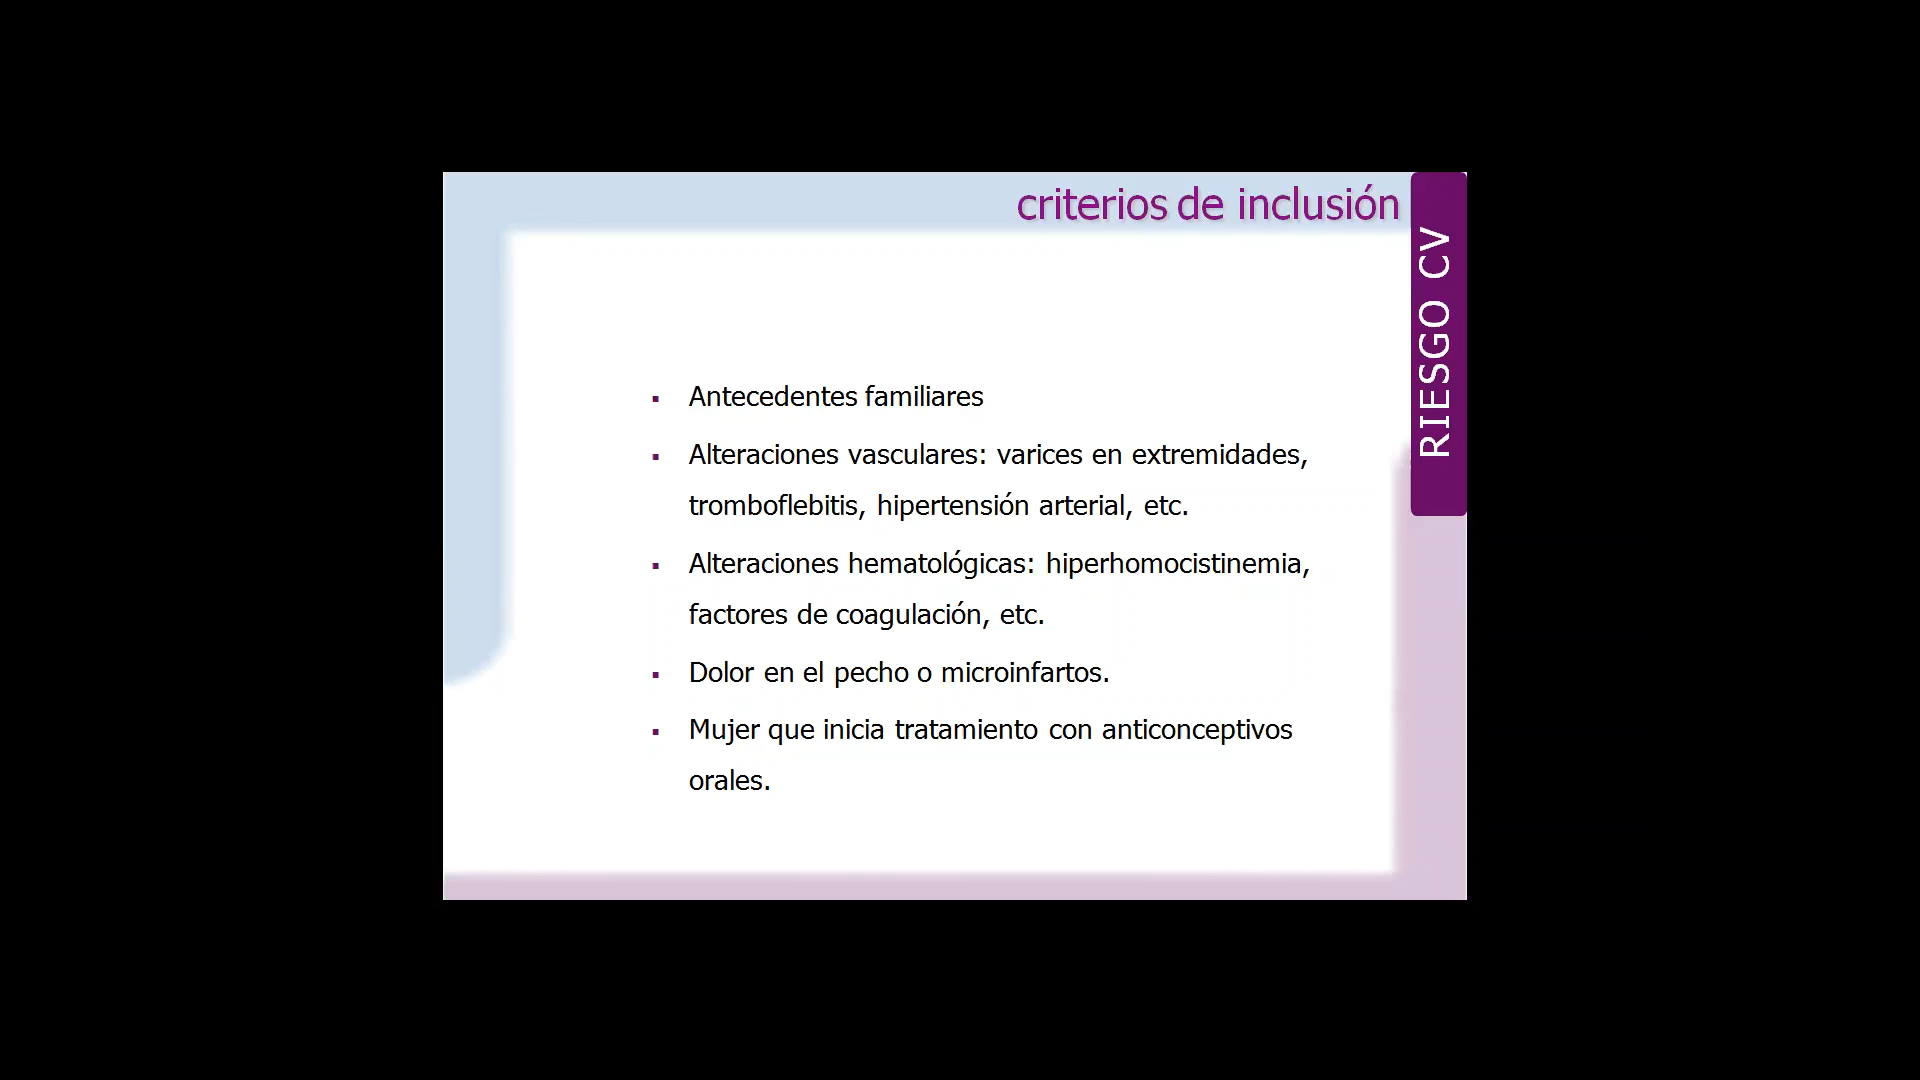 criterios de inclusión
RIESGO CV
▪ Antecedentes familiares
▪ Alteraciones vasculares: varices en extremidades,
tromboflebitis, hipertensión arterial, etc.
▪ Alteraciones hematológicas: hiperhomocistinemia,
factores de coagulación, etc.
▪ Dolor en el pecho o microinfartos.
▪ Mujer que inicia tratamiento con anticonceptivos
orales.